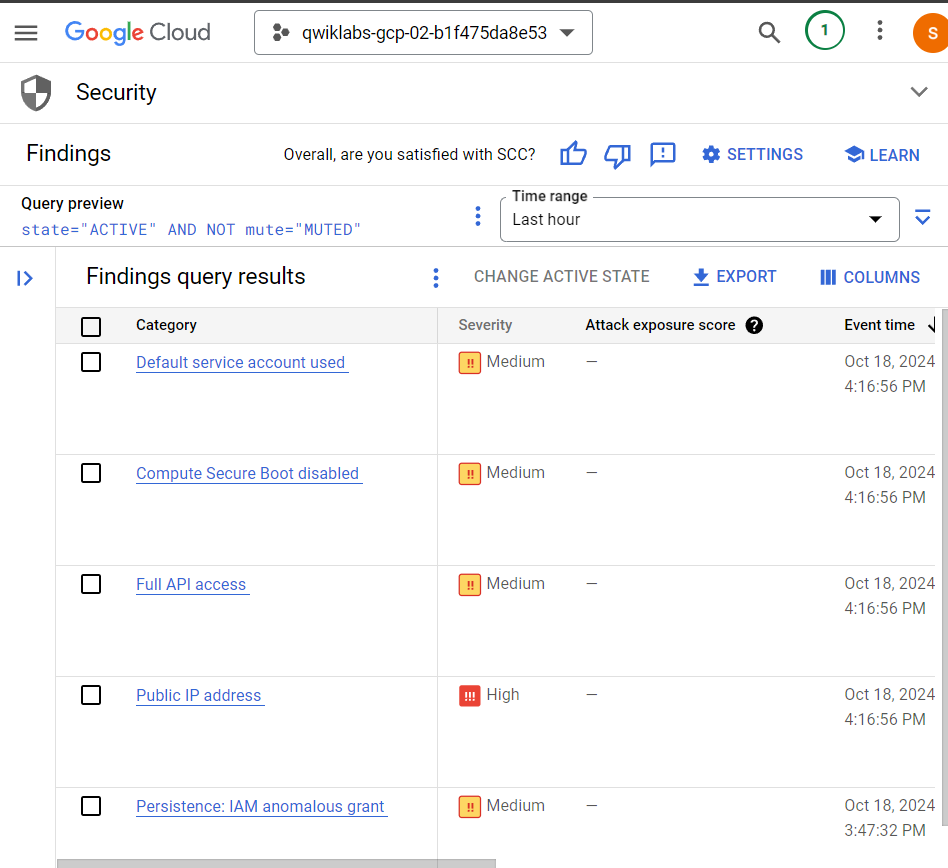 Google Cloud
qwiklabs-gcp-02-b1f475da8e53
1
S
Security
Findings
Overall, are you satisfied with SCC?
SETTINGS
LEARN
Query preview
state="ACTIVE" AND NOT mute="MUTED"
Time range
Last hour
Findings query results
CHANGE ACTIVE STATE
EXPORT
COLUMNS
Category Severity Attack exposure score ? Event time
Default service account used !! Medium — Oct 18, 2024
4:16:56 PM
Compute Secure Boot disabled !! Medium — Oct 18, 2024
4:16:56 PM
Full API access !! Medium — Oct 18, 2024
4:16:56 PM
Public IP address !!! High — Oct 18, 2024
4:16:56 PM
Persistence: IAM anomalous grant !! Medium — Oct 18, 2024
3:47:32 PM